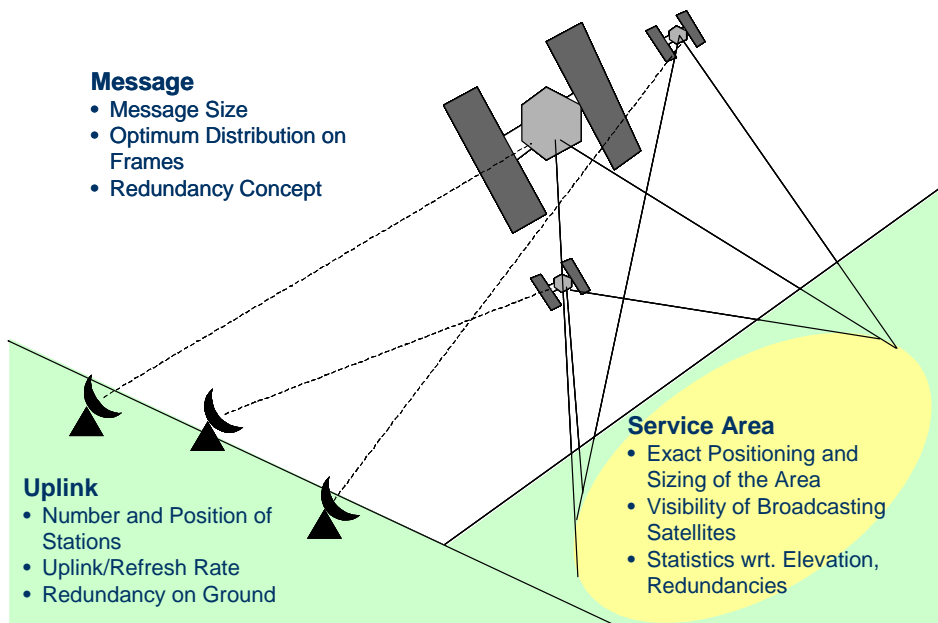 Message
• Message Size
• Optimum Distribution on
Frames
• Redundancy Concept
Service Area
• Exact Positioning and
Sizing of the Area
• Visibility of Broadcasting
Satellites
• Statistics wrt. Elevation,
Redundancies
Uplink
• Number and Position of
Stations
• Uplink/Refresh Rate
• Redundancy on Ground